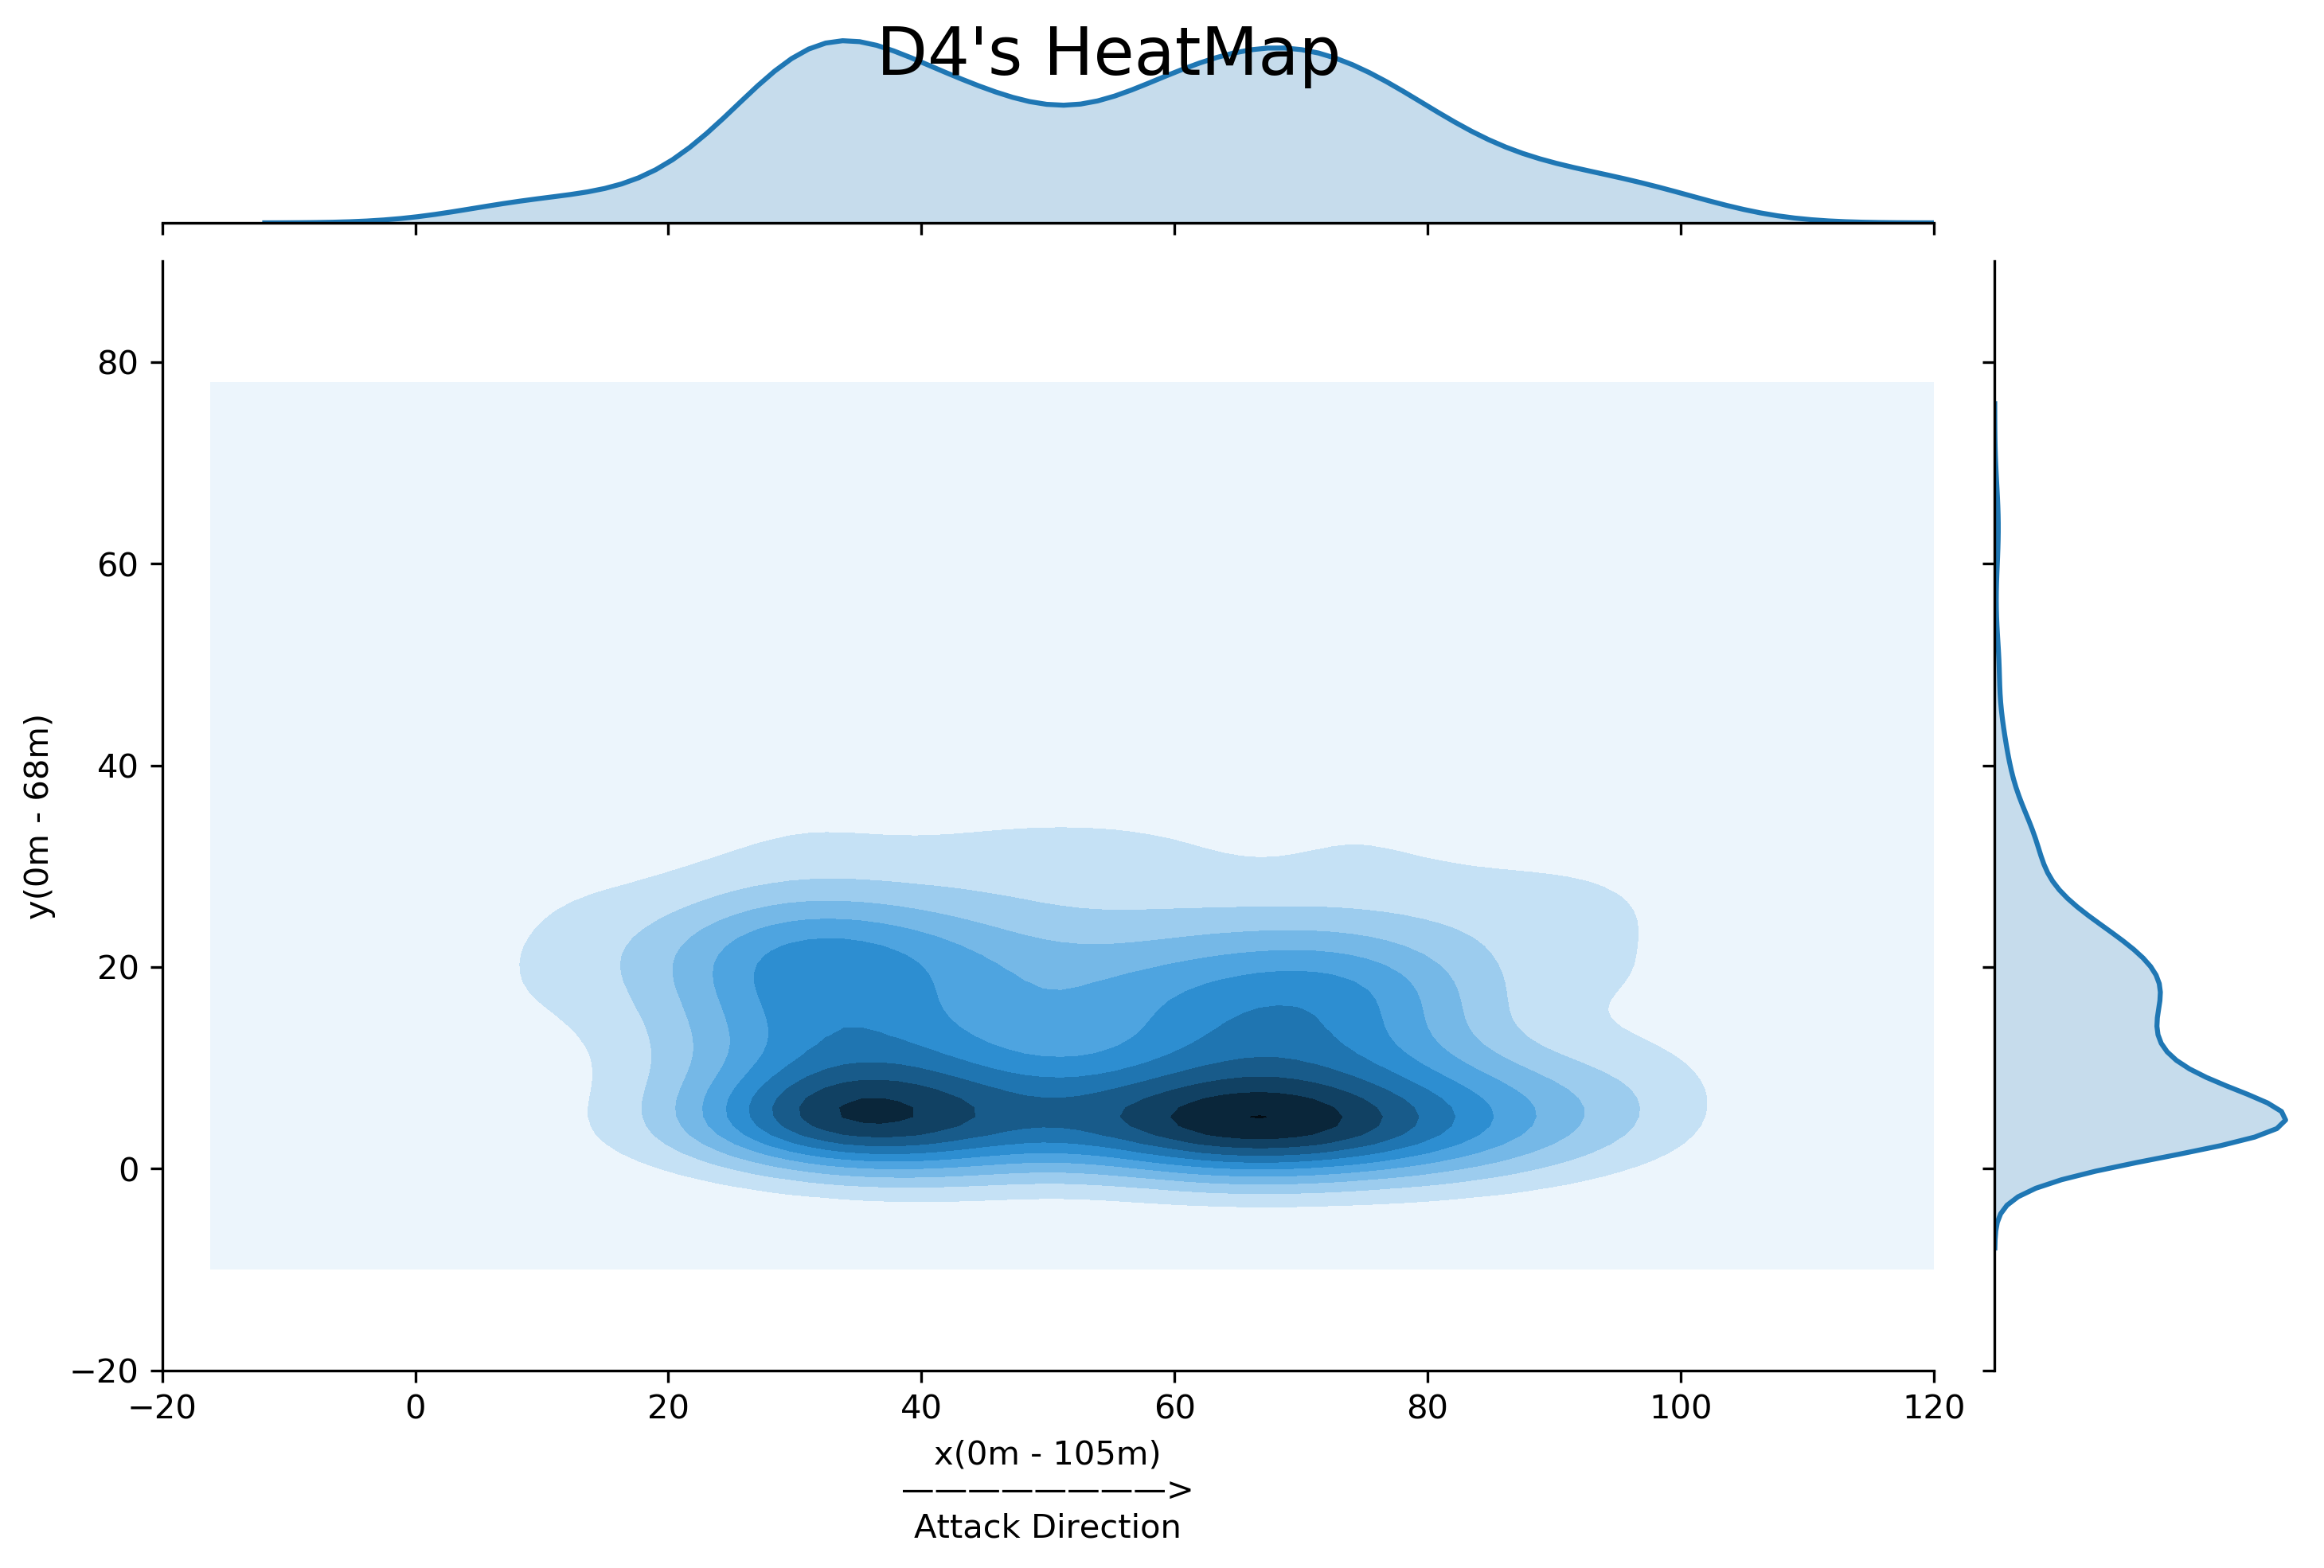 D4's HeatMap
80
60
40
20
0
−20
y(0m - 68m)
−20 0 20 40 60 80 100 120
x(0m - 105m)
————————>
Attack Direction